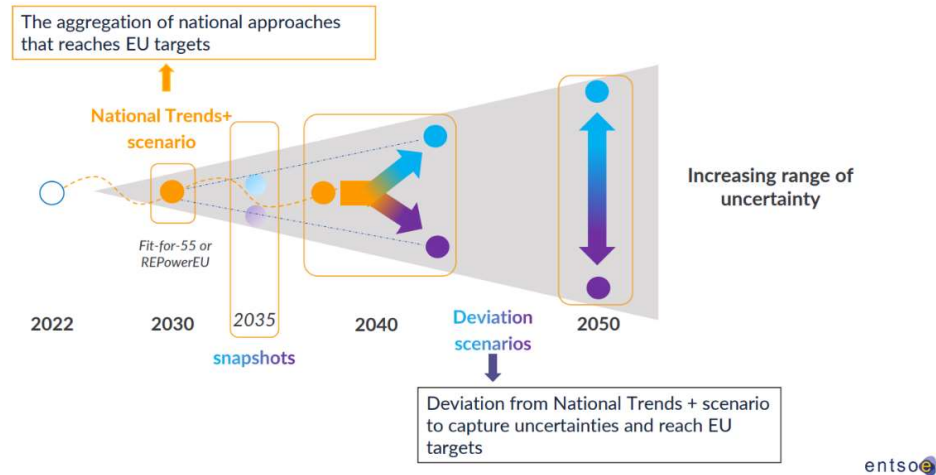 The aggregation of national approaches
that reaches EU targets
National Trends+
scenario
Increasing range of
uncertainty
Fit-for-55 or
REPowerEU
2022
2030
2035
2040
2050
snapshots
Deviation
scenarios
Deviation from National Trends + scenario
to capture uncertainties and reach EU
targets
entsoe